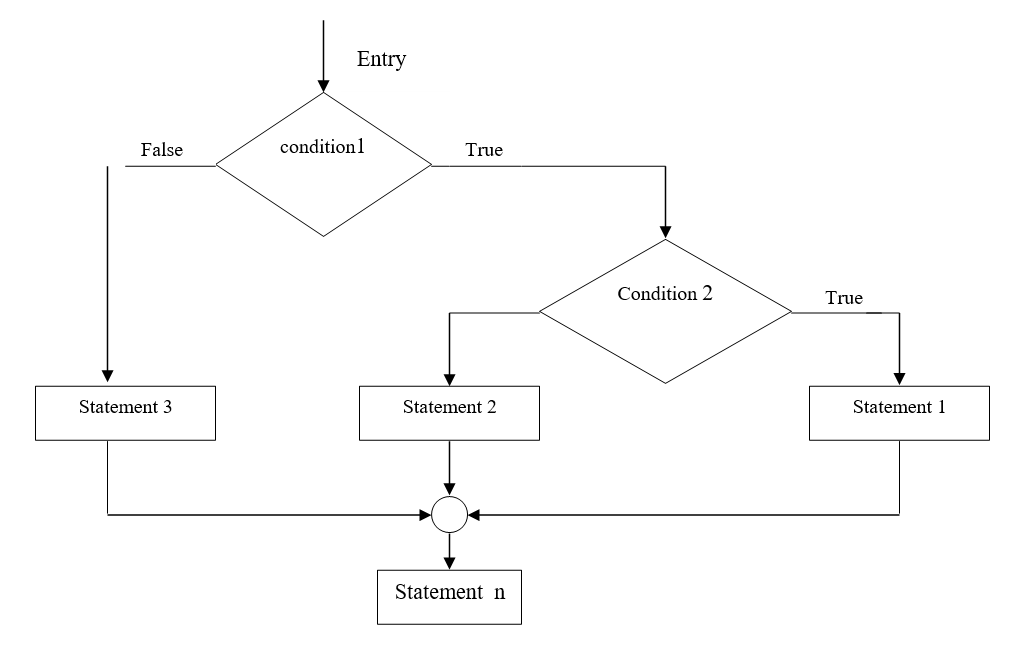 Entry
condition1
False
True
Condition 2
True
Statement 3
Statement 2
Statement 1
Statement n